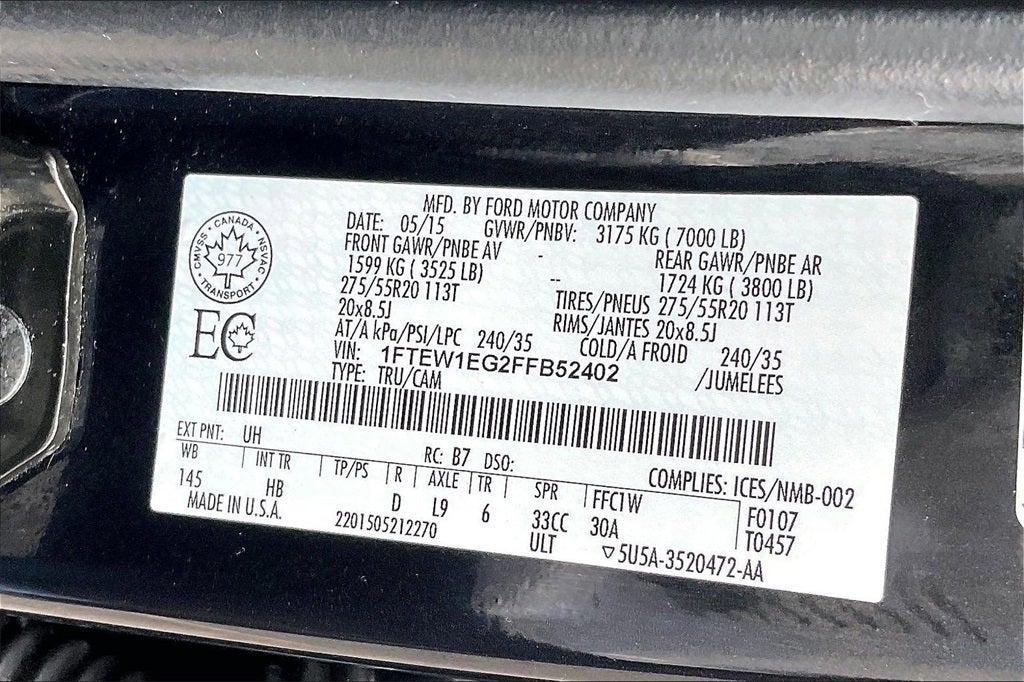 MFD. BY FORD MOTOR COMPANY
DATE: 05/15 GVWR/PNBV: 3175 KG ( 7000 LB)
FRONT GAWR/PNBE AV - REAR GAWR/PNBE AR
1599 KG ( 3525 LB) -- 1724 KG ( 3800 LB)
275/55R20 113T TIRES/PNEUS 275/55R20 113T
20x8.5J RIMS/JANTES 20x8.5J
AT/A kPa/PSI/LPC 240/35 COLD/A FROID 240/35
VIN: 1FTEW1EG2FFB52402 /JUMELEES
TYPE: TRU/CAM
CANADA
CMVSS NSVAC
977
TRANSPORT
EC
EXT PNT: UH RC: B7 DSO:
COMPLIES: ICES/NMB-002
WB INT TR TP/PS R AXLE TR SPR FFC1W F0107
145 HB D L9 6 33CC 30A T0457
MADE IN U.S.A. 2201505212270 ULT ▽5U5A-3520472-AA